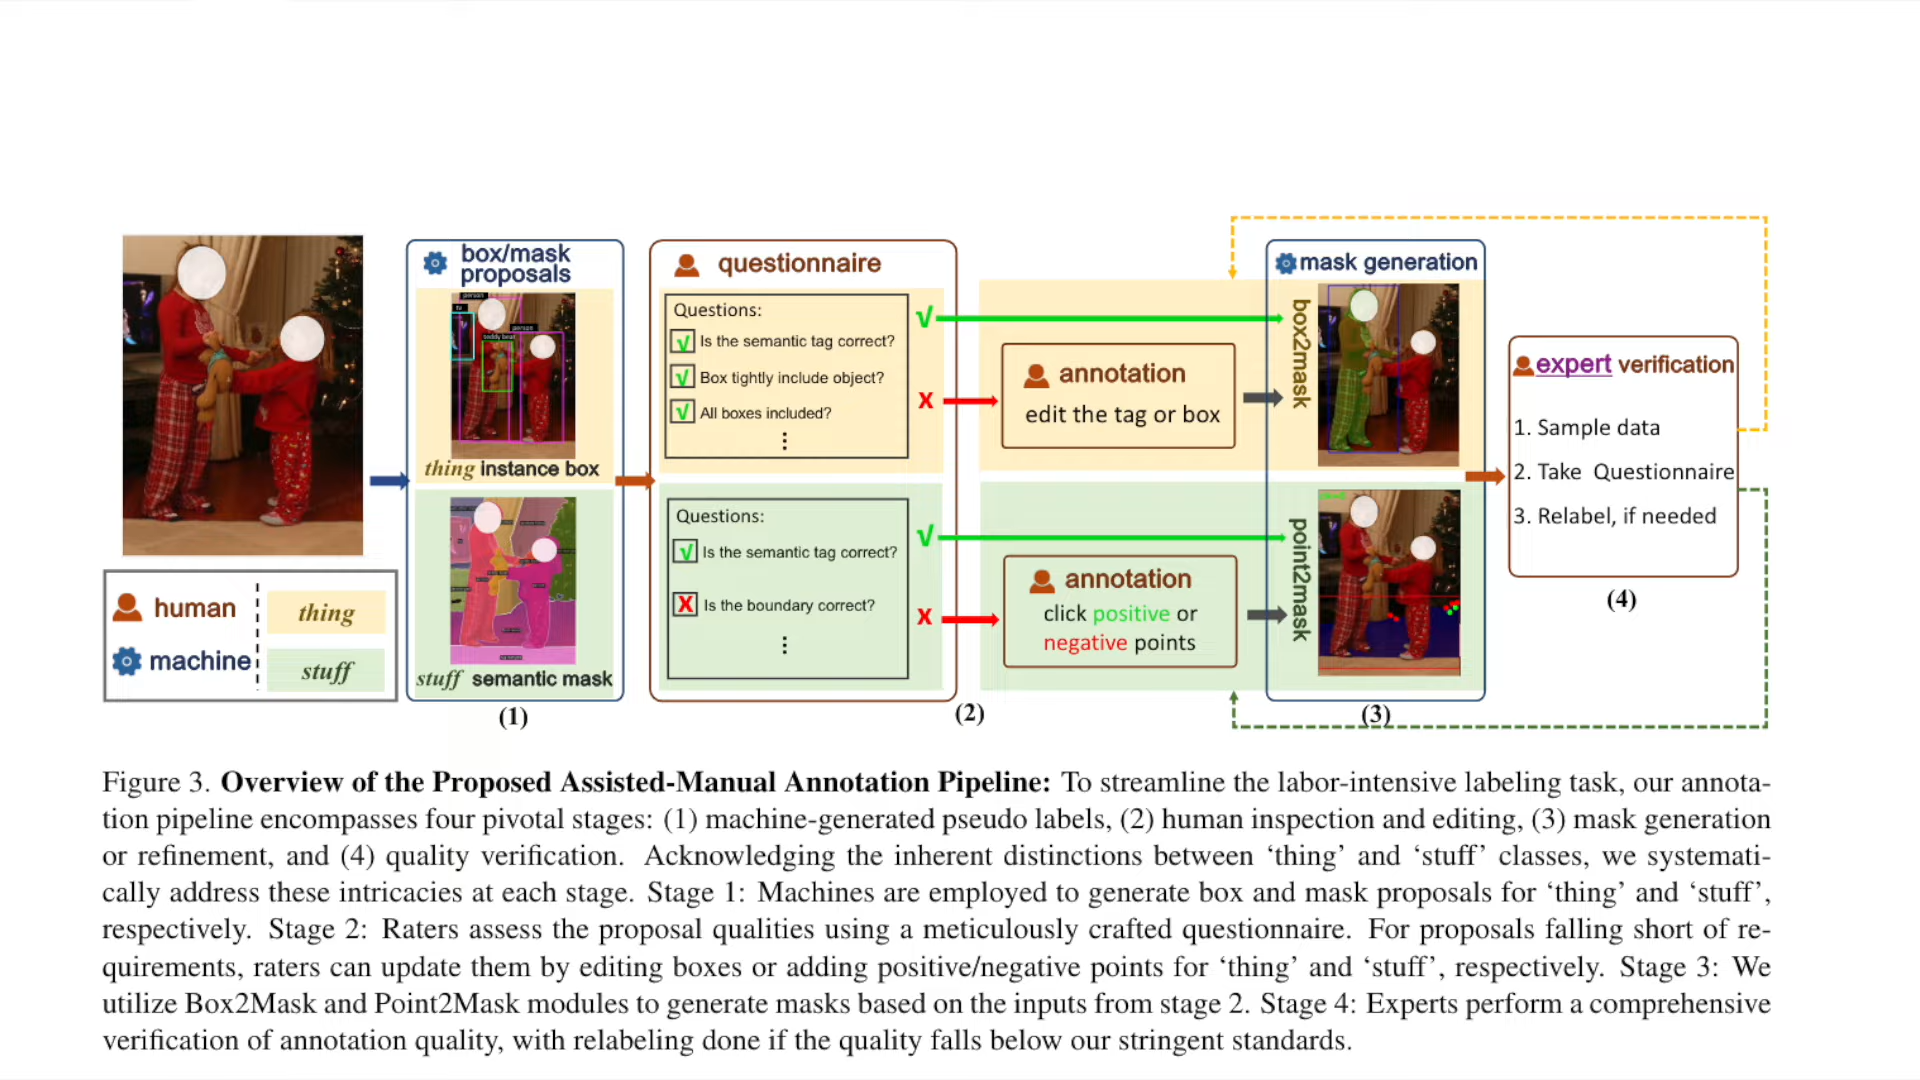 box/mask
proposals
person
tv
person
teddy bear
thing instance box
stuff semantic mask
(1)
human
thing
machine
stuff
questionnaire
Questions:
√ Is the semantic tag correct?
√ Box tightly include object?
√ All boxes included?
⋮
Questions:
√ Is the semantic tag correct?
X Is the boundary correct?
⋮
√
X
√
X
(2)
annotation
edit the tag or box
annotation
click positive or
negative points
mask generation
box2mask
point2mask
(3)
expert verification
1. Sample data
2. Take Questionnaire
3. Relabel, if needed
(4)
Figure 3. Overview of the Proposed Assisted-Manual Annotation Pipeline: To streamline the labor-intensive labeling task, our annota-
tion pipeline encompasses four pivotal stages: (1) machine-generated pseudo labels, (2) human inspection and editing, (3) mask generation
or refinement, and (4) quality verification. Acknowledging the inherent distinctions between ‘thing’ and ‘stuff’ classes, we systemati-
cally address these intricacies at each stage. Stage 1: Machines are employed to generate box and mask proposals for ‘thing’ and ‘stuff’,
respectively. Stage 2: Raters assess the proposal qualities using a meticulously crafted questionnaire. For proposals falling short of re-
quirements, raters can update them by editing boxes or adding positive/negative points for ‘thing’ and ‘stuff’, respectively. Stage 3: We
utilize Box2Mask and Point2Mask modules to generate masks based on the inputs from stage 2. Stage 4: Experts perform a comprehensive
verification of annotation quality, with relabeling done if the quality falls below our stringent standards.